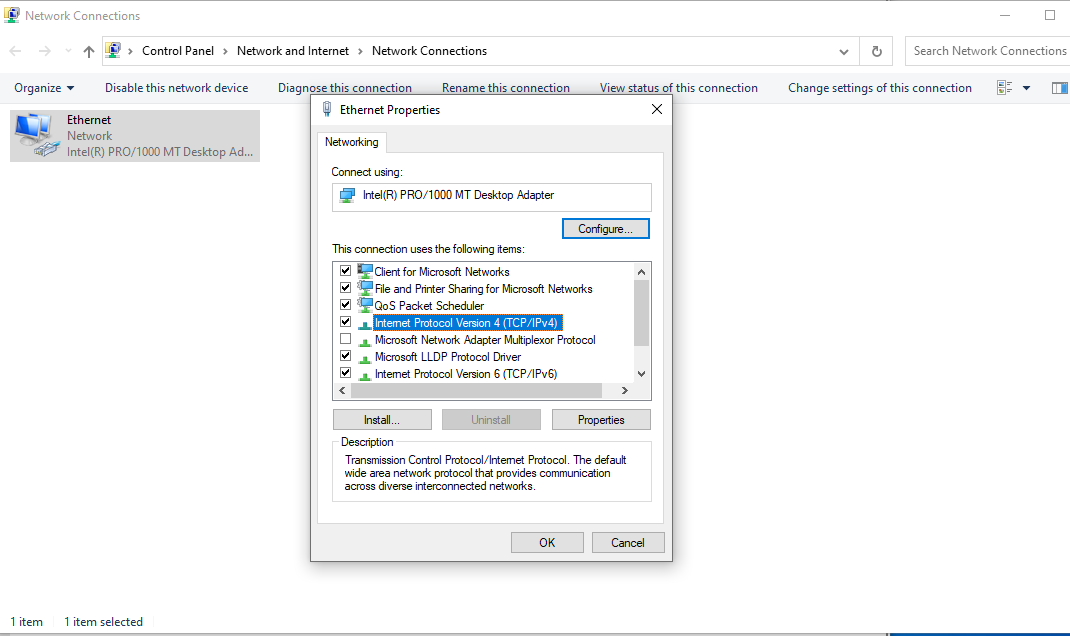 Network Connections
Control Panel > Network and Internet > Network Connections
Search Network Connections
Organize Disable this network device Diagnose this connection Rename this connection View status of this connection Change settings of this connection
Ethernet
Network
Intel(R) PRO/1000 MT Desktop Ad...
Ethernet Properties
Networking
Connect using:
Intel(R) PRO/1000 MT Desktop Adapter
Configure...
This connection uses the following items:
Client for Microsoft Networks
File and Printer Sharing for Microsoft Networks
QoS Packet Scheduler
Internet Protocol Version 4 (TCP/IPv4)
Microsoft Network Adapter Multiplexor Protocol
Microsoft LLDP Protocol Driver
Internet Protocol Version 6 (TCP/IPv6)
Install... Uninstall Properties
Description
Transmission Control Protocol/Internet Protocol. The default
wide area network protocol that provides communication
across diverse interconnected networks.
OK Cancel
1 item 1 item selected